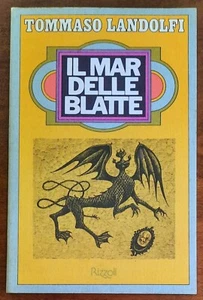 TOMMASO LANDOLFI
IL MAR
DELLE
BLATTE
Rizzoli